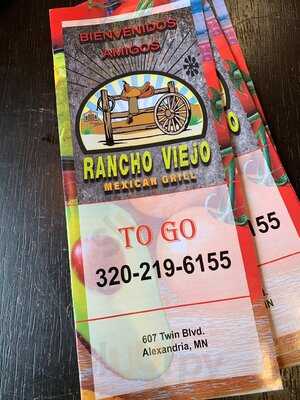 BIENVENIDOS
AMIGOS
RANCHO VIEJO
MEXICAN GRILL
TO GO
320-219-6155
607 Twin Blvd.
Alexandria, MN
O
155